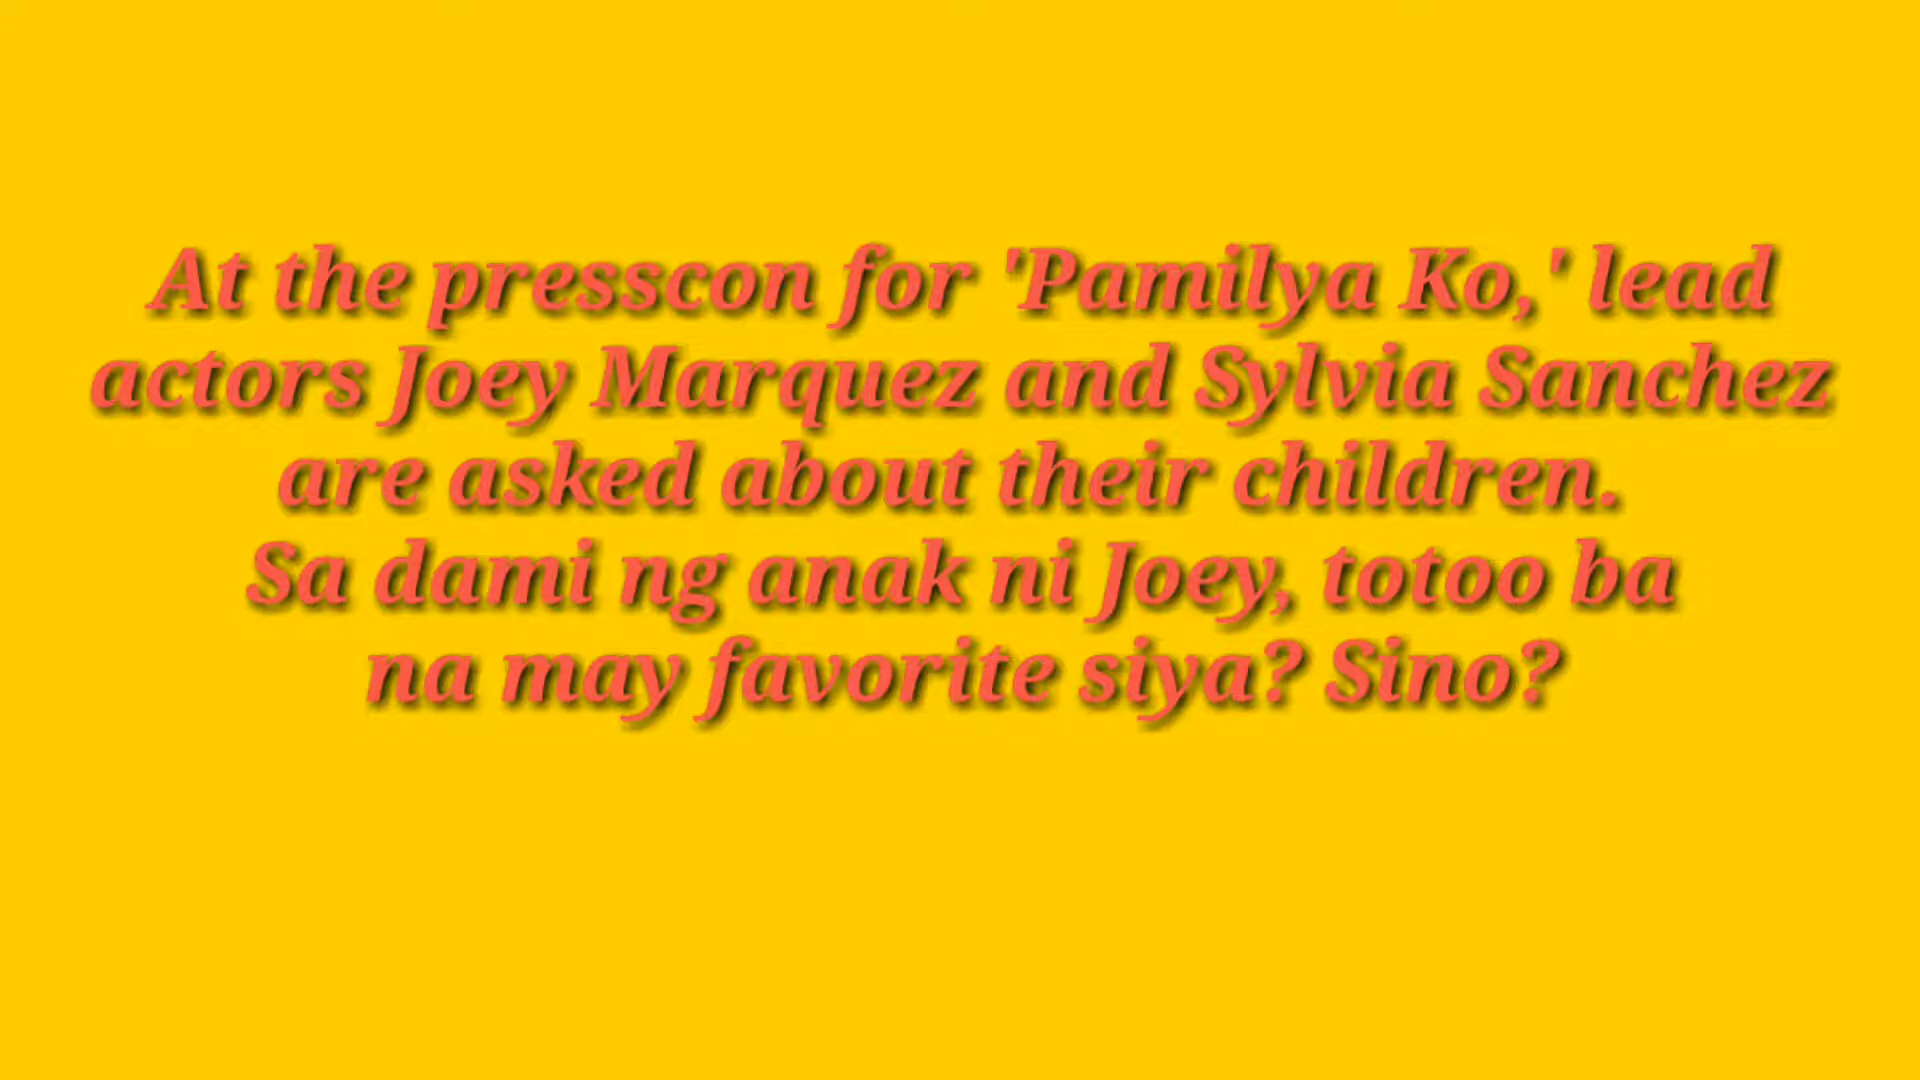 At the presscon for 'Pamilya Ko,' lead
actors Joey Marquez and Sylvia Sanchez
are asked about their children.
Sa dami ng anak ni Joey, totoo ba
na may favorite siya? Sino?